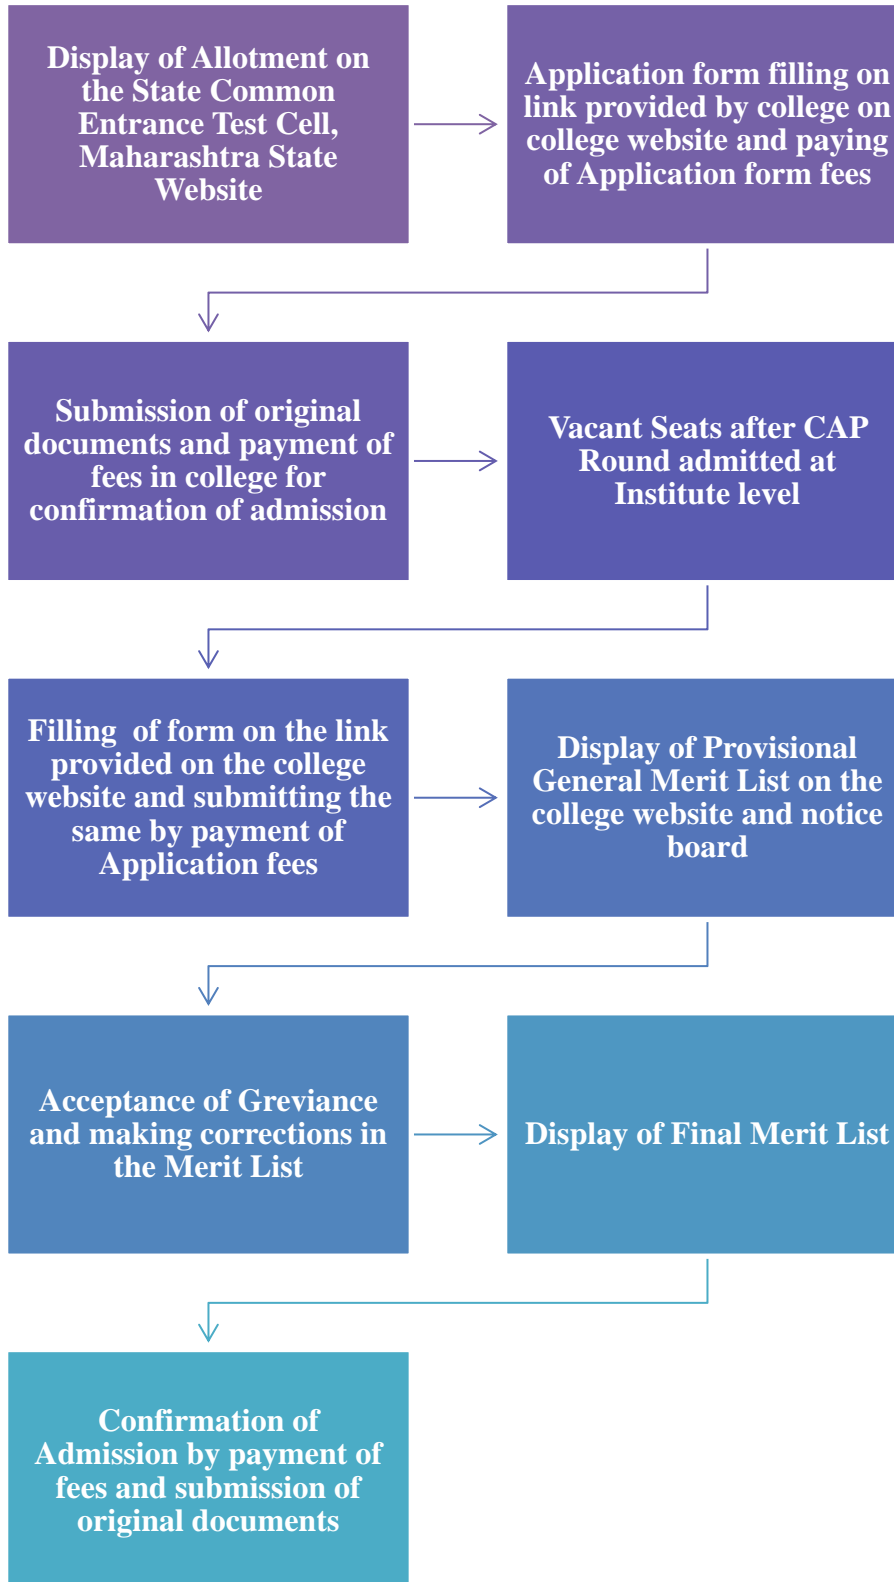 Display of Allotment on
the State Common
Entrance Test Cell,
Maharashtra State
Website
Application form filling on
link provided by college on
college website and paying
of Application form fees
Submission of original
documents and payment of
fees in college for
confirmation of admission
Vacant Seats after CAP
Round admitted at
Institute level
Filling  of form on the link
provided on the college
website and submitting the
same by payment of
Application fees
Display of Provisional
General Merit List on the
college website and notice
board
Acceptance of Greviance
and making corrections in
the Merit List
Display of Final Merit List
Confirmation of
Admission by payment of
fees and submission of
original documents